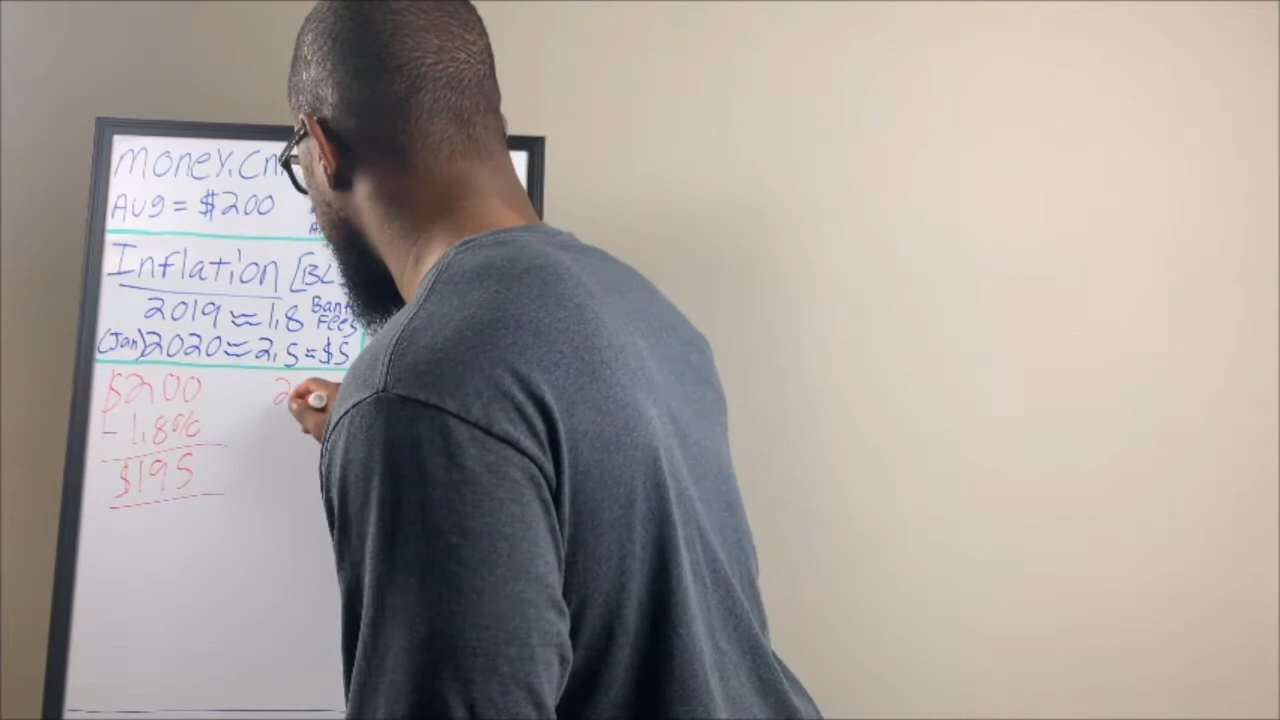 money.cn
Aug = $200
Inflation [BL
2019 ≈ 1.8 Bank Fees
(Jan) 2020 ≈ 2.5 ≈ $5
$200 2
- 1.8%
$195